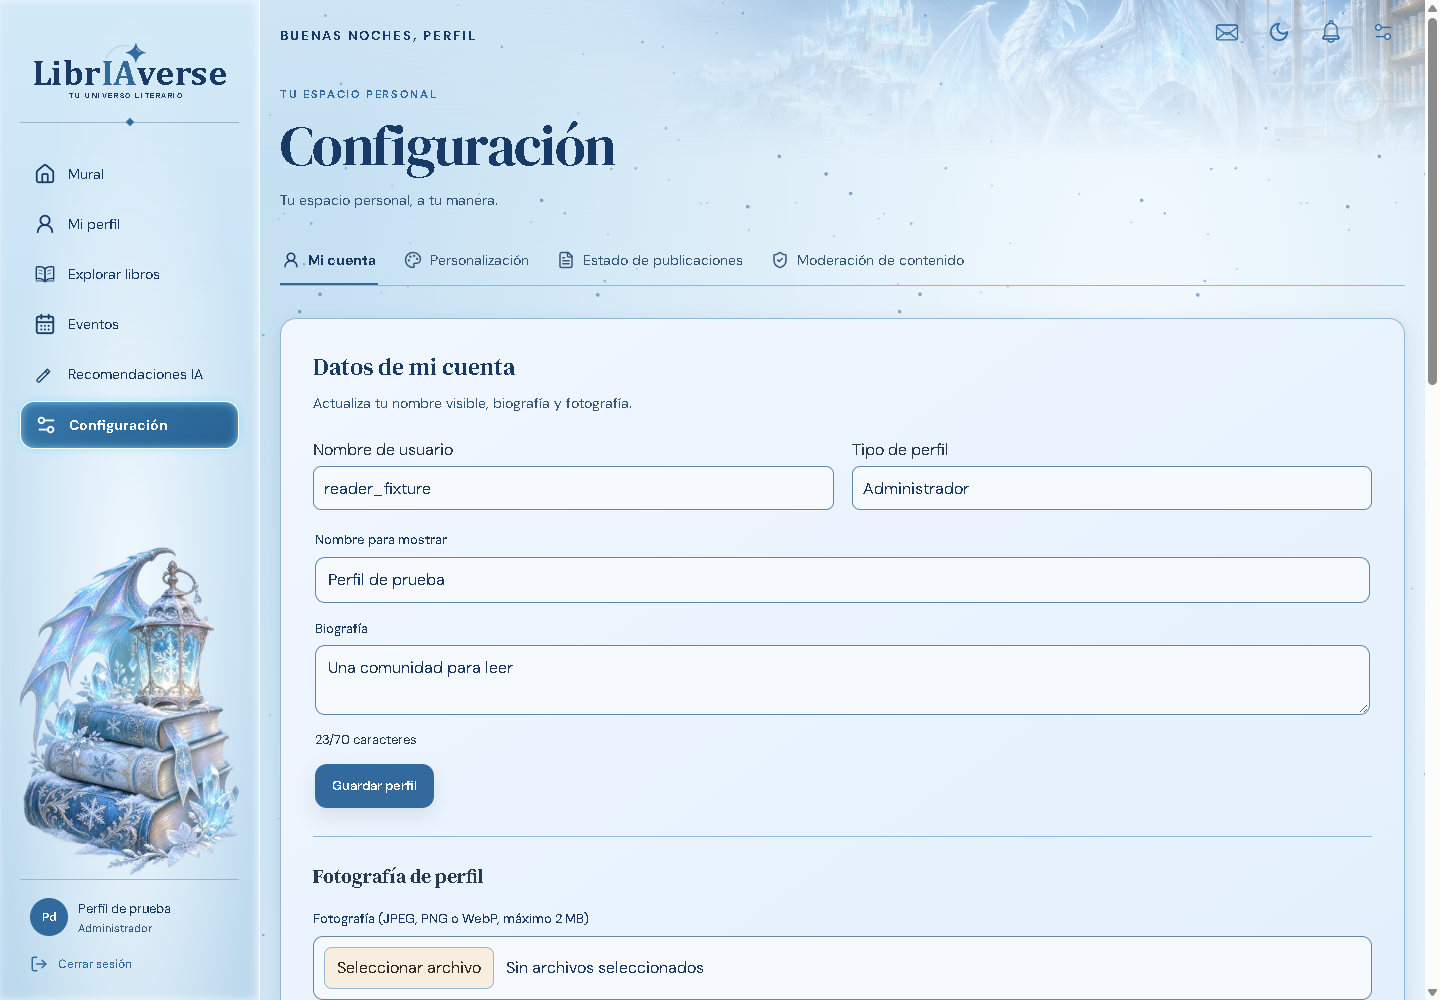 LibrIAverse
TU UNIVERSO LITERARIO
Mural
Mi perfil
Explorar libros
Eventos
Recomendaciones IA
Configuración
Pd
Perfil de prueba
Administrador
Cerrar sesión
BUENAS NOCHES, PERFIL
TU ESPACIO PERSONAL
Configuración
Tu espacio personal, a tu manera.
Mi cuenta
Personalización
Estado de publicaciones
Moderación de contenido
Datos de mi cuenta
Actualiza tu nombre visible, biografía y fotografía.
Nombre de usuario
reader_fixture
Tipo de perfil
Administrador
Nombre para mostrar
Perfil de prueba
Biografía
Una comunidad para leer
23/70 caracteres
Guardar perfil
Fotografía de perfil
Fotografía (JPEG, PNG o WebP, máximo 2 MB)
Seleccionar archivo Sin archivos seleccionados